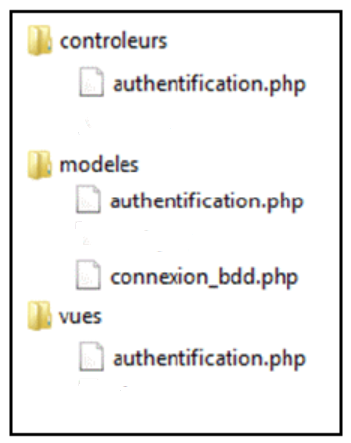 controleurs
authentification.php
modeles
authentification.php
connexion_bdd.php
vues
authentification.php